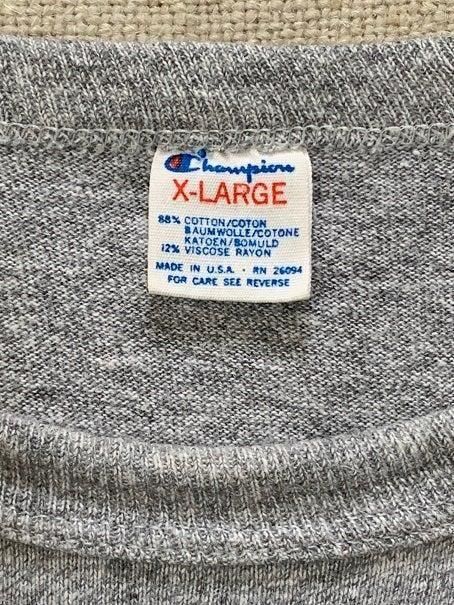 Champion
X-LARGE
88% COTTON/COTON
BAUMWOLLE/COTONE
KATOEN/BOMULD
12% VISCOSE RAYON
MADE IN U.S.A. · RN 26094
FOR CARE SEE REVERSE